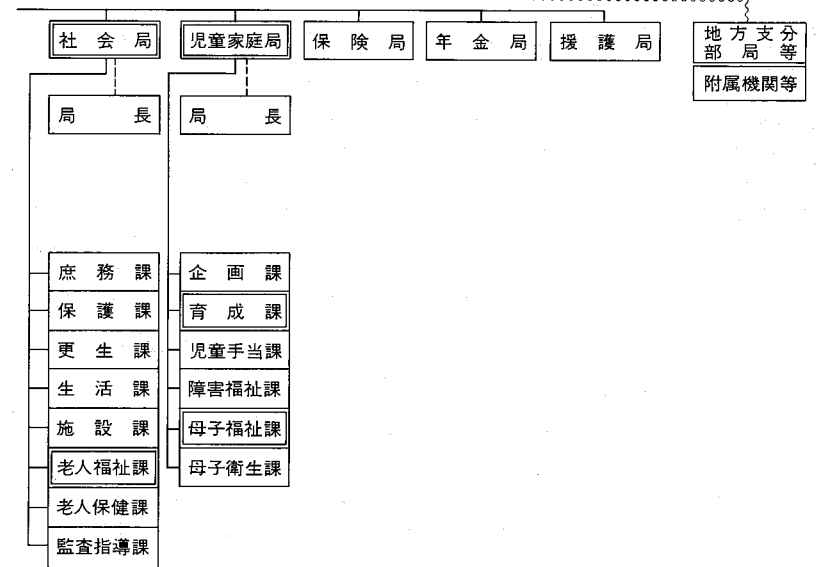 社会局
児童家庭局
保険局
年金局
援護局
地方支分
部局等
附属機関等
局長
局長
庶務課
保護課
更生課
生活課
施設課
老人福祉課
老人保健課
監査指導課
企画課
育成課
児童手当課
障害福祉課
母子福祉課
母子衛生課